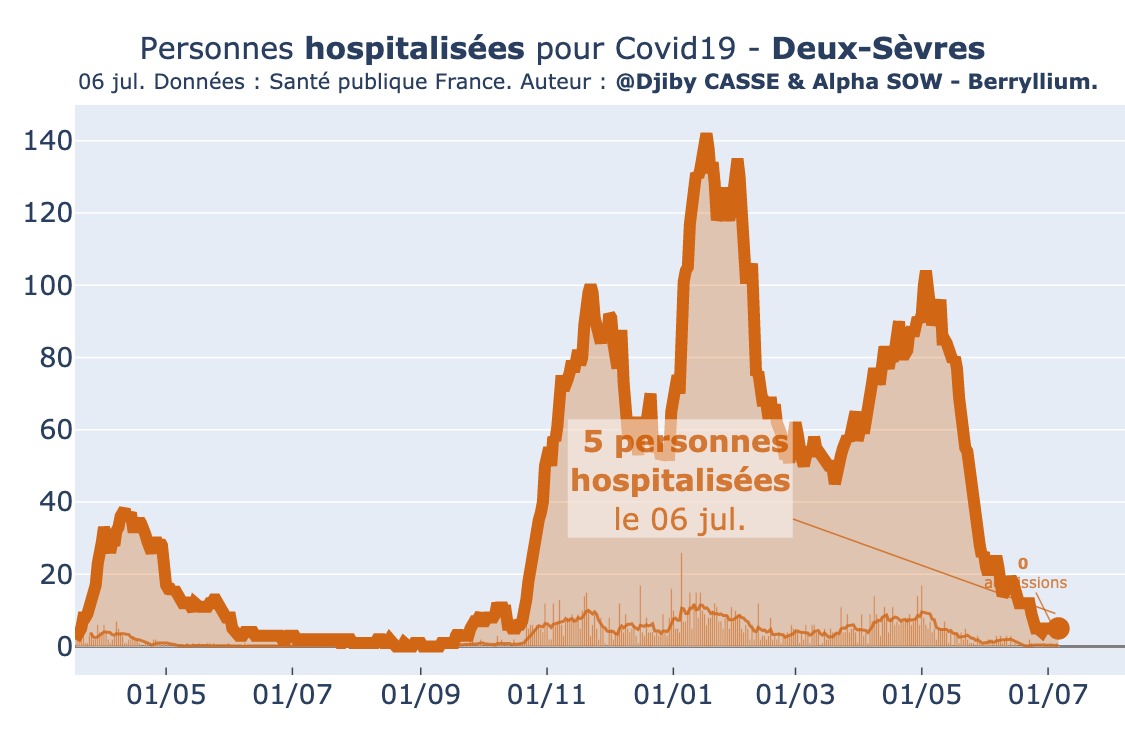 Personnes hospitalisées pour Covid19 - Deux-Sèvres
06 jul. Données : Santé publique France. Auteur : @Djiby CASSE & Alpha SOW - Berryllium.
140
120
100
80
60
40
20
0
5 personnes
hospitalisées
le 06 jul.
0
admissions
01/05
01/07
01/09
01/11
01/01
01/03
01/05
01/07